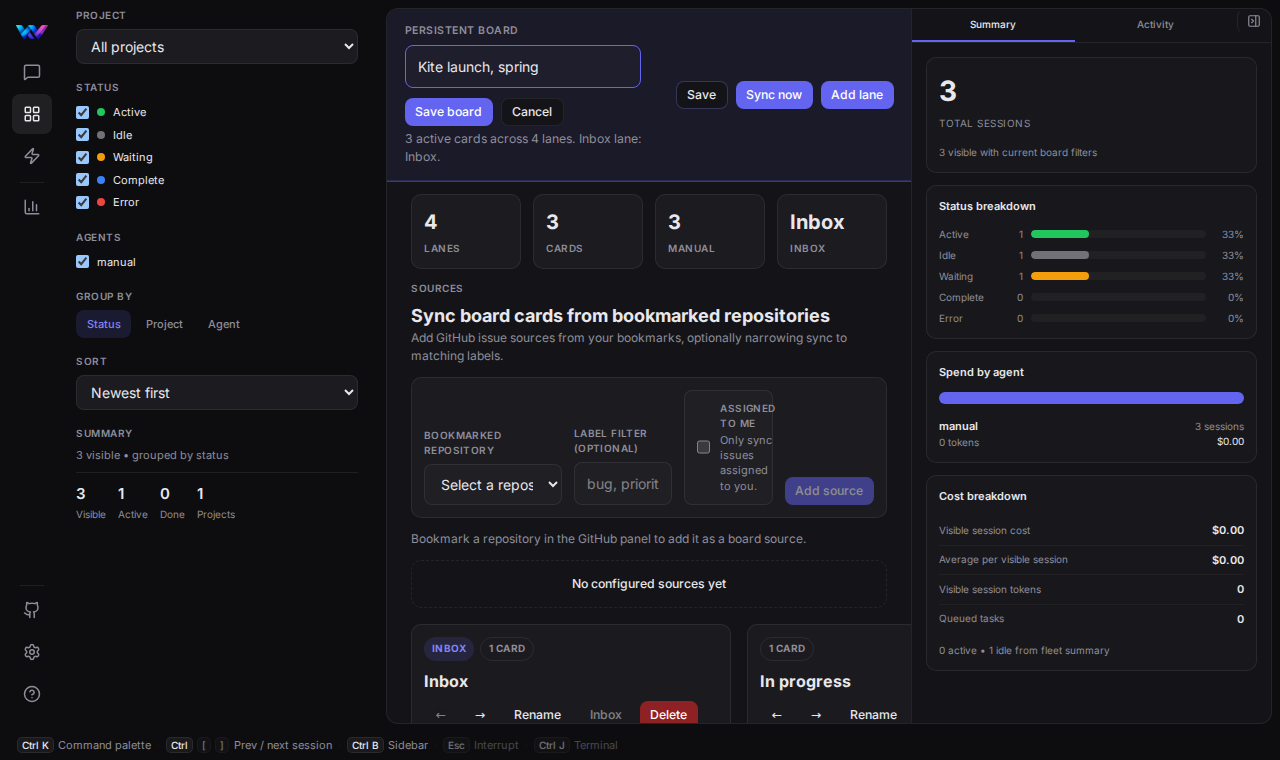 PROJECT
All projects
STATUS
Active
Idle
Waiting
Complete
Error
AGENTS
manual
GROUP BY
Status Project Agent
SORT
Newest first
SUMMARY
3 visible • grouped by status
3 1 0 1
Visible Active Done Projects
PERSISTENT BOARD
Kite launch, spring
Save board Cancel
3 active cards across 4 lanes. Inbox lane:
Inbox.
Save Sync now Add lane
4
LANES
3
CARDS
3
MANUAL
Inbox
INBOX
SOURCES
Sync board cards from bookmarked repositories
Add GitHub issue sources from your bookmarks, optionally narrowing sync to
matching labels.
BOOKMARKED
REPOSITORY
Select a repos
LABEL FILTER
(OPTIONAL)
bug, priorit
ASSIGNED
TO ME
Only sync
issues
assigned
to you.
Add source
Bookmark a repository in the GitHub panel to add it as a board source.
No configured sources yet
INBOX 1 CARD
Inbox
← → Rename Inbox Delete
1 CARD
In progress
← → Rename
Summary Activity
3
TOTAL SESSIONS
3 visible with current board filters
Status breakdown
Active 1 33%
Idle 1 33%
Waiting 1 33%
Complete 0 0%
Error 0 0%
Spend by agent
manual 3 sessions
0 tokens $0.00
Cost breakdown
Visible session cost $0.00
Average per visible session $0.00
Visible session tokens 0
Queued tasks 0
0 active • 1 idle from fleet summary
Ctrl K Command palette Ctrl [ ] Prev / next session Ctrl B Sidebar Esc Interrupt Ctrl J Terminal